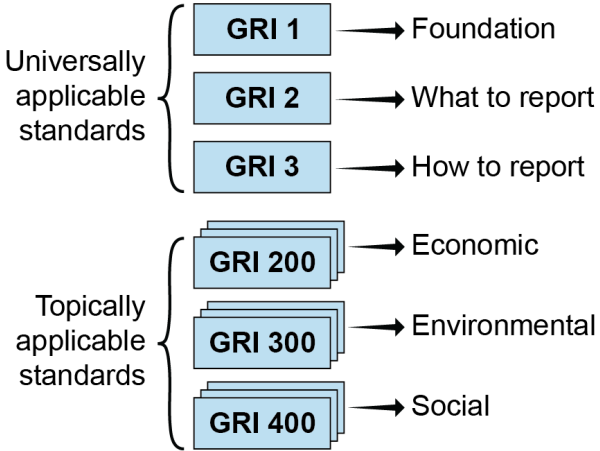 Universally
applicable
standards
GRI 1
Foundation
GRI 2
What to report
GRI 3
How to report
Topically
applicable
standards
GRI 200
Economic
GRI 300
Environmental
GRI 400
Social